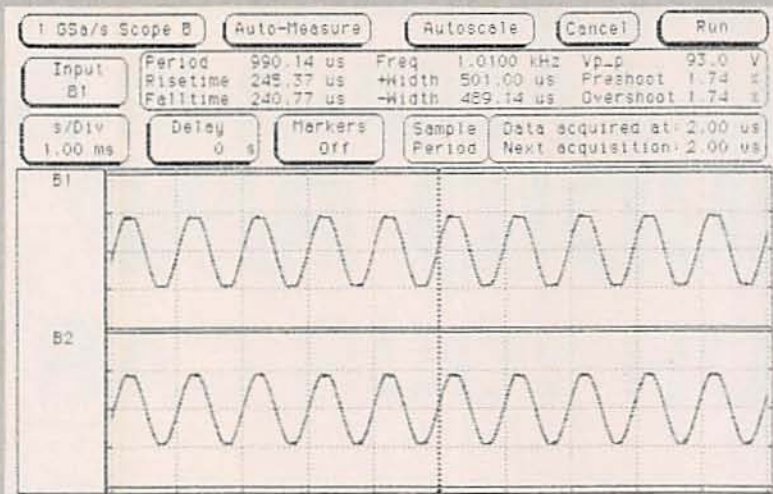 1 GSa/s Scope B Auto-Measure Autoscale Cancel Run
Input B1
Period 990.14 us Freq 1.0100 kHz Vp_p 93.0 V
Risetime 245.37 us +Width 501.00 us Preshoot 1.74 %
Falltime 240.77 us -Width 489.14 us Overshoot 1.74 %
s/Div 1.00 ms
Delay 0 s
Markers Off
Sample Period
Data acquired at: 2.00 us
Next acquisition: 2.00 us
B1
B2